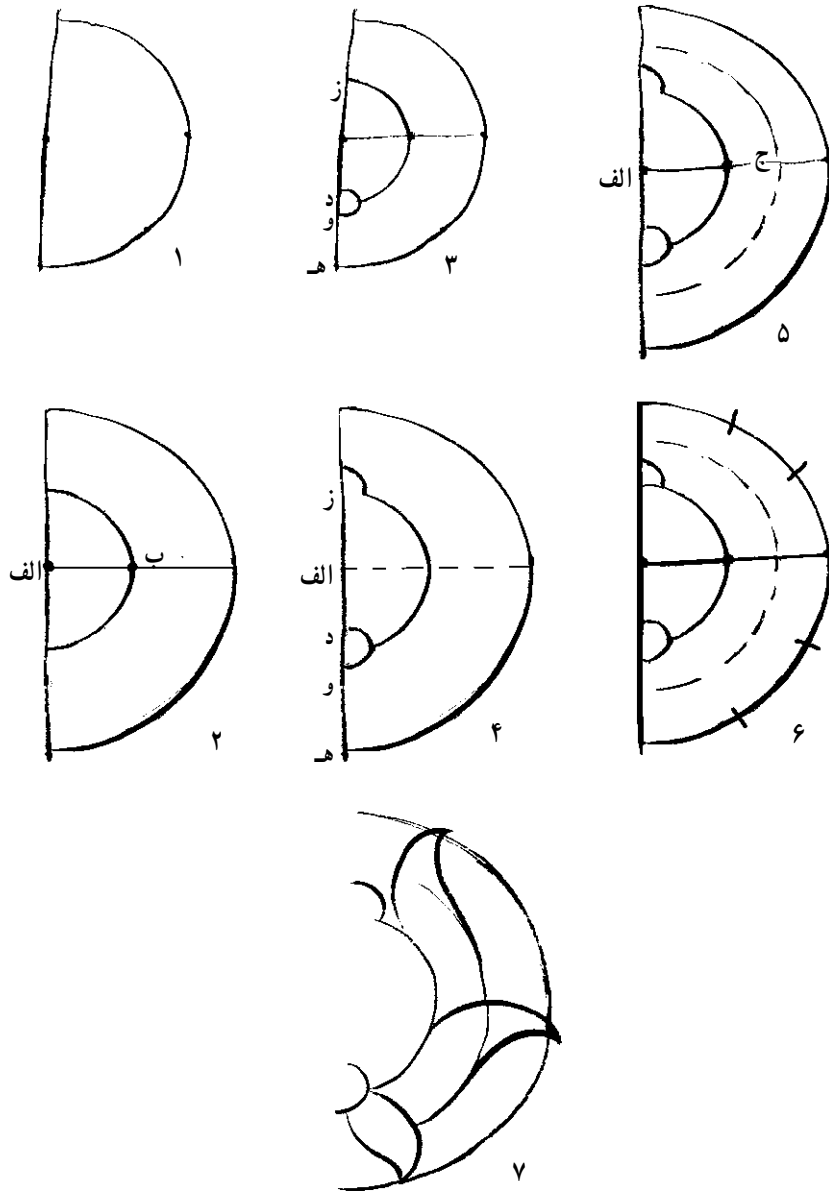 ز
د
و
هـ
۳
۱
ج
الف
۵
ب
الف
۲
ز
الف
د
و
هـ
۴
۶
۷